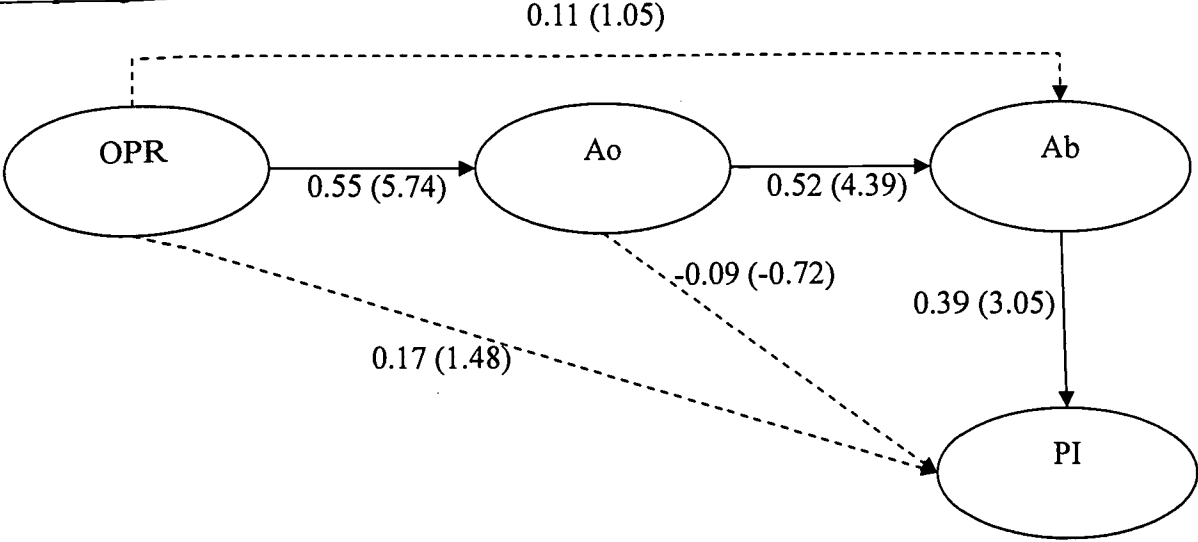 0.11 (1.05)
OPR
Ao
Ab
0.55 (5.74)
0.52 (4.39)
-0.09 (-0.72)
0.39 (3.05)
0.17 (1.48)
PI